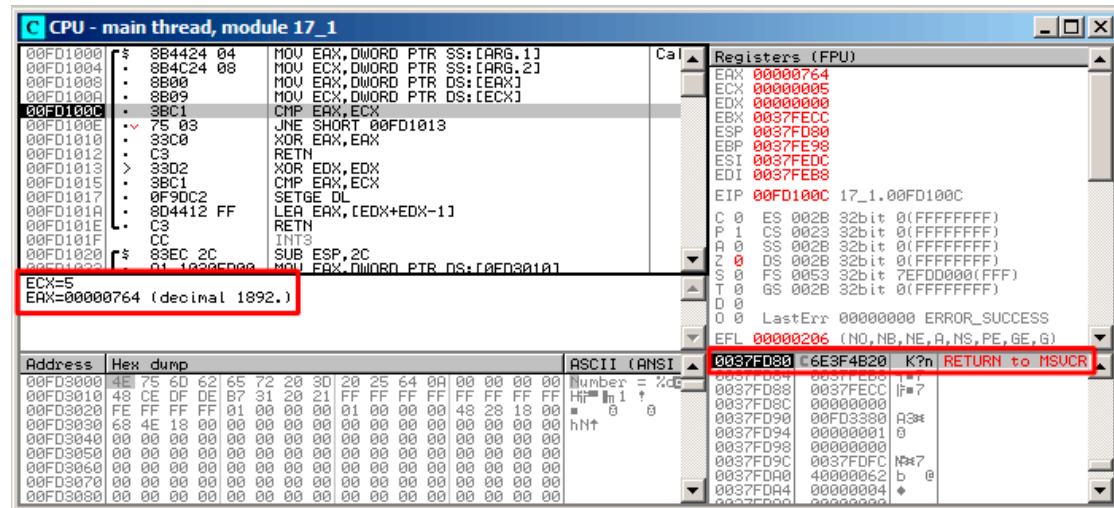 C CPU - main thread, module 17_1
00FD1000 $ 8B4424 04 MOV EAX,DWORD PTR SS:[ARG.1] Cal
00FD1004 . 8B4C24 08 MOV ECX,DWORD PTR SS:[ARG.2]
00FD1008 . 8B00 MOV EAX,DWORD PTR DS:[EAX]
00FD100A . 8B09 MOV ECX,DWORD PTR DS:[ECX]
00FD100C . 3BC1 CMP EAX,ECX
00FD100E . 75 03 JNE SHORT 00FD1013
00FD1010 . 33C0 XOR EAX,EAX
00FD1012 . C3 RETN
00FD1013 > 33D2 XOR EDX,EDX
00FD1015 . 3BC1 CMP EAX,ECX
00FD1017 . 0F9DC2 SETGE DL
00FD101A . 8D4412 FF LEA EAX,[EDX+EDX-1]
00FD101E . C3 RETN
00FD101F CC INT3
00FD1020 $ 83EC 2C SUB ESP,2C
ECX=5
EAX=00000764 (decimal 1892.)
Registers (FPU)
EAX 00000764
ECX 00000005
EDX 00000000
EBX 0037FECC
ESP 0037FD80
EBP 0037FE98
ESI 0037FEDC
EDI 0037FEB8
EIP 00FD100C 17_1.00FD100C
C 0 ES 002B 32bit 0(FFFFFFFF)
P 1 CS 0023 32bit 0(FFFFFFFF)
A 0 SS 002B 32bit 0(FFFFFFFF)
Z 0 DS 002B 32bit 0(FFFFFFFF)
S 0 FS 0053 32bit 7EFDD000(FFF)
T 0 GS 002B 32bit 0(FFFFFFFF)
D 0
O 0 LastErr 00000000 ERROR_SUCCESS
EFL 00000206 (NO,NB,NE,A,NS,PE,GE,G)
Address Hex dump ASCII (ANSI
00FD3000 4E 75 6D 62 65 72 20 3D 20 25 64 0A 00 00 00 00 Number = %d
00FD3010 48 CE DF DE B7 31 20 21 FF FF FF FF FF FF FF FF
00FD3020 FE FF FF FF 01 00 00 00 01 00 00 00 48 28 18 00
00FD3030 68 4E 18 00 00 00 00 00 00 00 00 00 00 00 00 00 hN↑
00FD3040 00 00 00 00 00 00 00 00 00 00 00 00 00 00 00 00
00FD3050 00 00 00 00 00 00 00 00 00 00 00 00 00 00 00 00
00FD3060 00 00 00 00 00 00 00 00 00 00 00 00 00 00 00 00
00FD3070 00 00 00 00 00 00 00 00 00 00 00 00 00 00 00 00
00FD3080 00 00 00 00 00 00 00 00 00 00 00 00 00 00 00 00
0037FD80 6E3F4B20 K?n RETURN to MSVCR
0037FD88 0037FECC
0037FD8C 00000000
0037FD90 00FD3380
0037FD94 00000001
0037FD98 00000000
0037FD9C 0037FDFC
0037FDA0 40000062 b @
0037FDA4 00000004 ♦